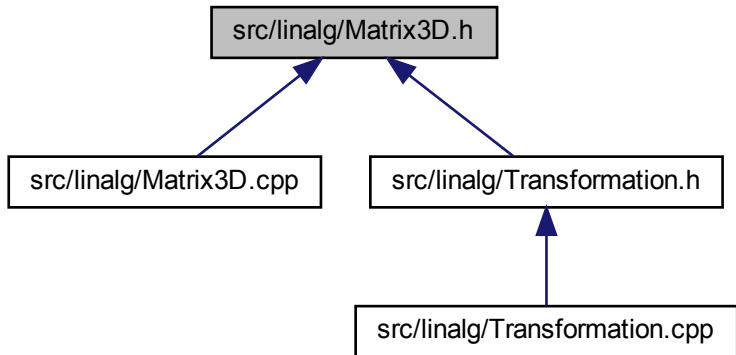 src/linalg/Matrix3D.h
src/linalg/Matrix3D.cpp
src/linalg/Transformation.h
src/linalg/Transformation.cpp